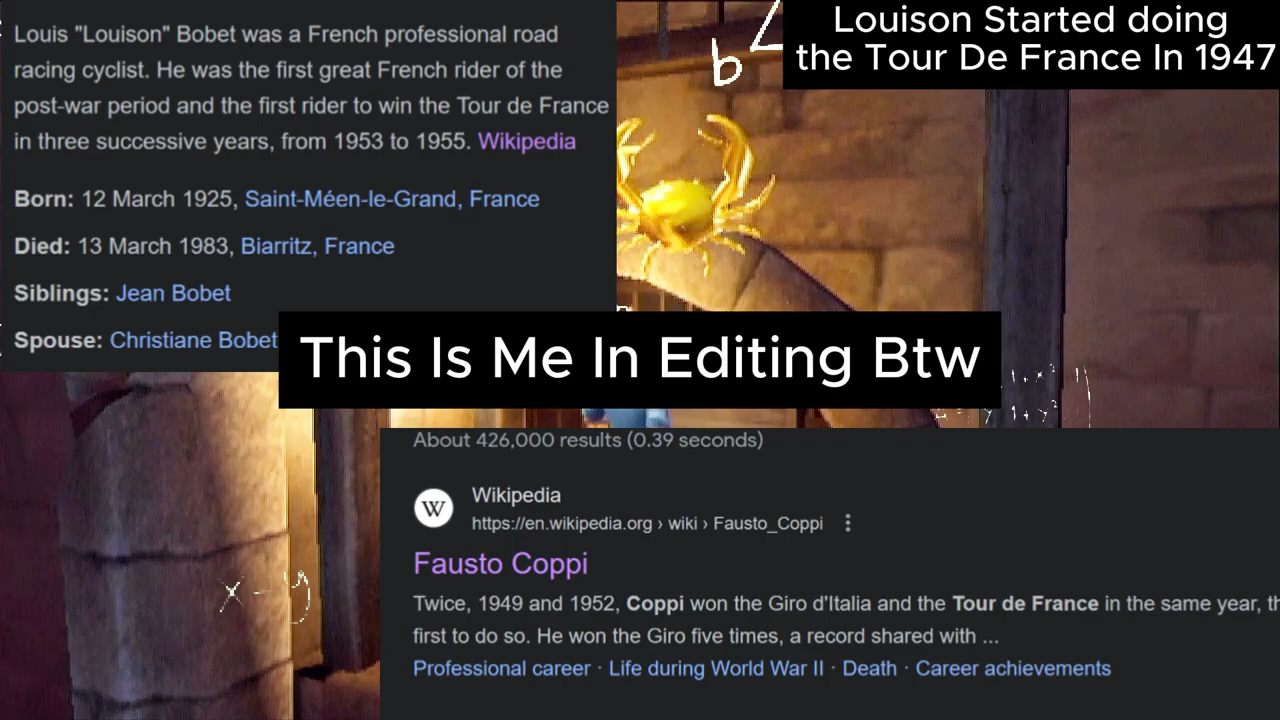 Louis "Louison" Bobet was a French professional road
racing cyclist. He was the first great French rider of the
post-war period and the first rider to win the Tour de France
in three successive years, from 1953 to 1955. Wikipedia
Born: 12 March 1925, Saint-Méen-le-Grand, France
Died: 13 March 1983, Biarritz, France
Siblings: Jean Bobet
Spouse: Christiane Bobet
b
Louison Started doing
the Tour De France In 1947
This Is Me In Editing Btw
x - y
About 426,000 results (0.39 seconds)
W
Wikipedia
https://en.wikipedia.org › wiki › Fausto_Coppi
Fausto Coppi
Twice, 1949 and 1952, Coppi won the Giro d'Italia and the Tour de France in the same year,
first to do so. He won the Giro five times, a record shared with ...
Professional career · Life during World War II · Death · Career achievements